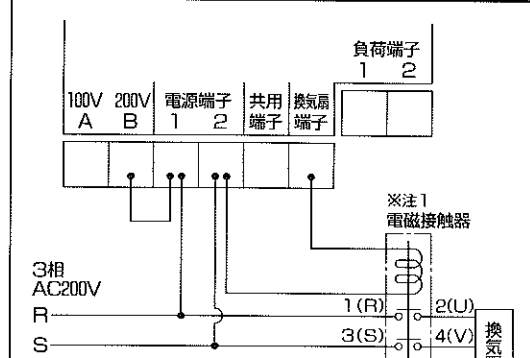 負荷端子
1 2
100V 200V 電源端子 共用 換気扇
A B 1 2 端子 端子
※注1
電磁接触器
3相
AC200V
R
1(R) 2(U)
S
3(S) 4(V)
換気